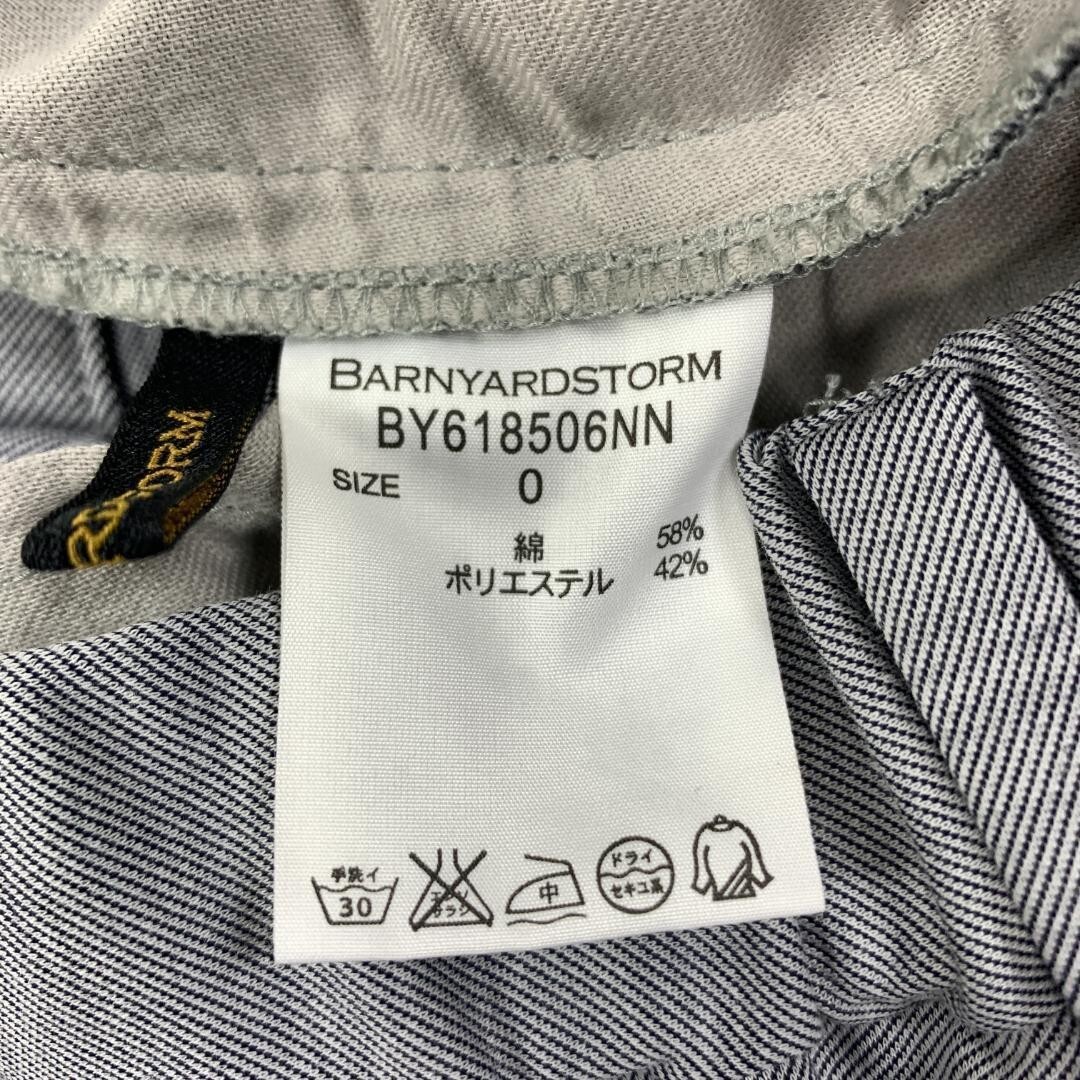 BARNYARDSTORM
BY618506NN
SIZE 0
綿 58%
ポリエステル 42%
手洗イ
30
中
ドライ
セキユ系
ORM